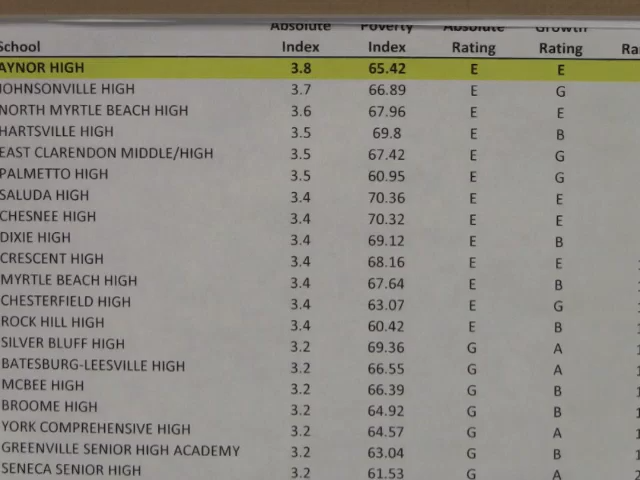 Absolute Poverty Absolute Growth
School Index Index Rating Rating
AYNOR HIGH 3.8 65.42 E E
JOHNSONVILLE HIGH 3.7 66.89 E G
NORTH MYRTLE BEACH HIGH 3.6 67.96 E E
HARTSVILLE HIGH 3.5 69.8 E B
EAST CLARENDON MIDDLE/HIGH 3.5 67.42 E G
PALMETTO HIGH 3.5 60.95 E G
SALUDA HIGH 3.4 70.36 E E
CHESNEE HIGH 3.4 70.32 E E
DIXIE HIGH 3.4 69.12 E B
CRESCENT HIGH 3.4 68.16 E E
MYRTLE BEACH HIGH 3.4 67.64 E B
CHESTERFIELD HIGH 3.4 63.07 E G
ROCK HILL HIGH 3.4 60.42 E B
SILVER BLUFF HIGH 3.2 69.36 G A
BATESBURG-LEESVILLE HIGH 3.2 66.55 G A
MCBEE HIGH 3.2 66.39 G B
BROOME HIGH 3.2 64.92 G B
YORK COMPREHENSIVE HIGH 3.2 64.57 G A
GREENVILLE SENIOR HIGH ACADEMY 3.2 63.04 G B
SENECA SENIOR HIGH 3.2 61.53 G A